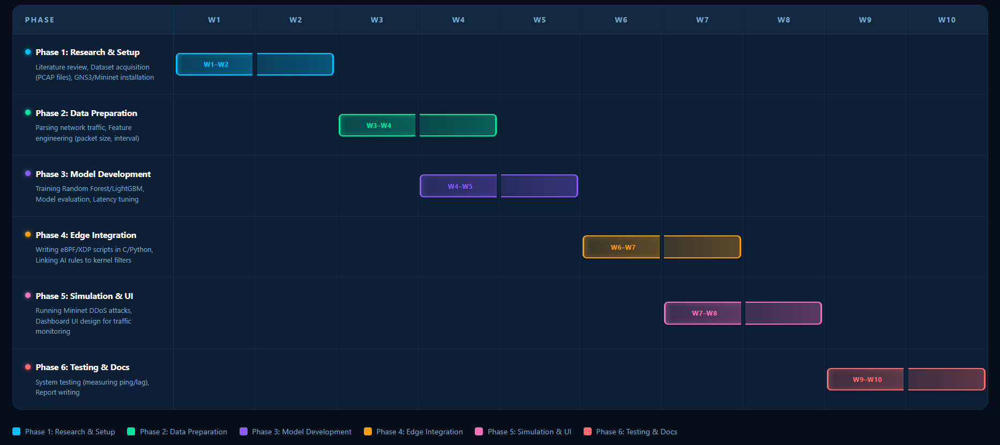 PHASE W1 W2 W3 W4 W5 W6 W7 W8 W9 W10
Phase 1: Research & Setup
Literature review, Dataset acquisition
(PCAP files), GNS3/Mininet installation
W1–W2
Phase 2: Data Preparation
Parsing network traffic, Feature
engineering (packet size, interval)
W3–W4
Phase 3: Model Development
Training Random Forest/LightGBM,
Model evaluation, Latency tuning
W4–W5
Phase 4: Edge Integration
Writing eBPF/XDP scripts in C/Python,
Linking AI rules to kernel filters
W6–W7
Phase 5: Simulation & UI
Running Mininet DDoS attacks,
Dashboard UI design for traffic
monitoring
W7–W8
Phase 6: Testing & Docs
System testing (measuring ping/lag),
Report writing
W9–W10
Phase 1: Research & Setup Phase 2: Data Preparation Phase 3: Model Development Phase 4: Edge Integration Phase 5: Simulation & UI Phase 6: Testing & Docs